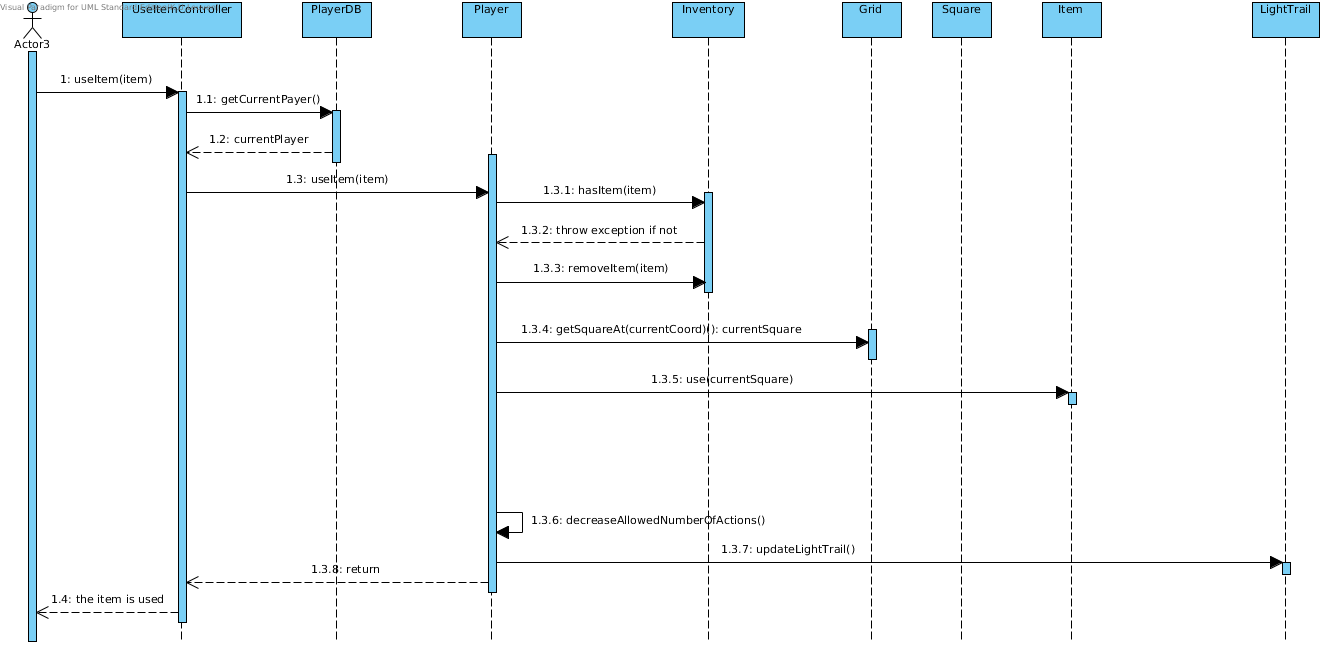 Visual Paradigm for UML Standard
UseItemController
PlayerDB
Player
Inventory
Grid
Square
Item
LightTrail
Actor3
1: useItem(item)
1.1: getCurrentPayer()
1.2: currentPlayer
1.3: useItem(item)
1.3.1: hasItem(item)
1.3.2: throw exception if not
1.3.3: removeItem(item)
1.3.4: getSquareAt(currentCoord)(): currentSquare
1.3.5: use(currentSquare)
1.3.6: decreaseAllowedNumberOfActions()
1.3.7: updateLightTrail()
1.3.8: return
1.4: the item is used